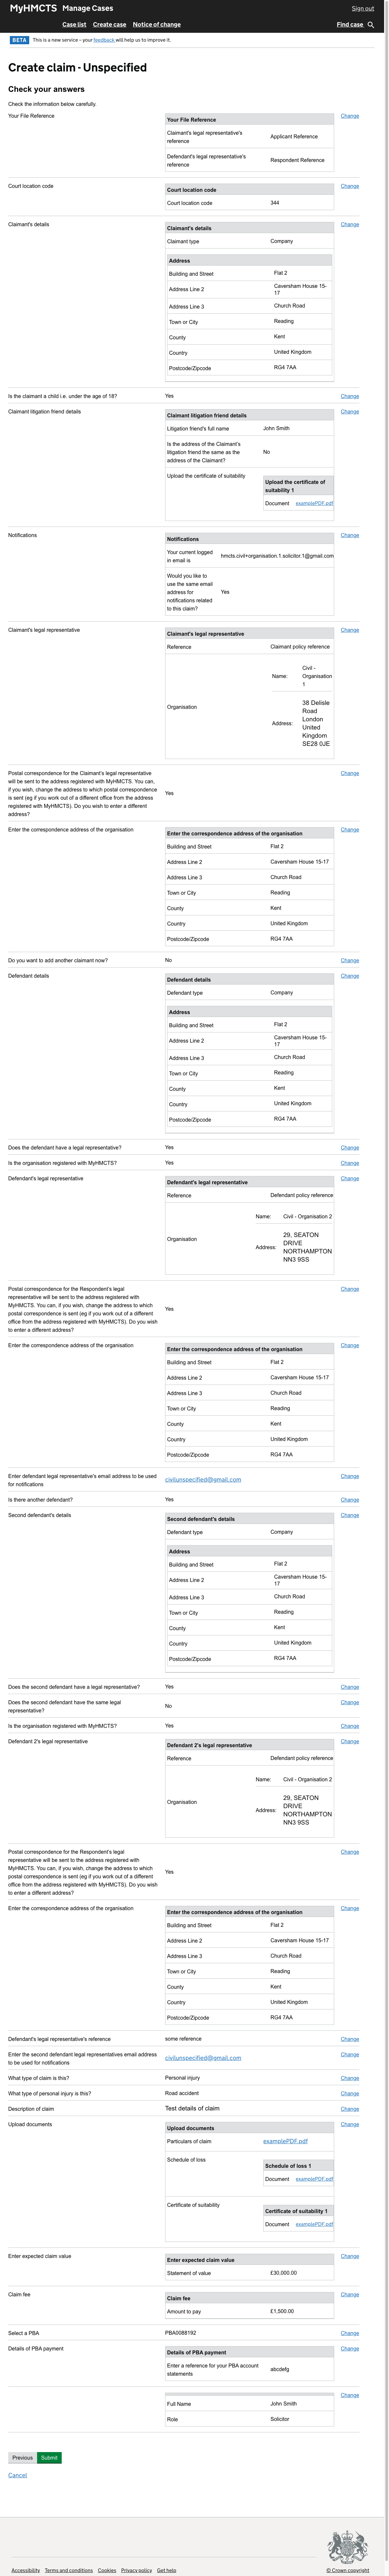 MyHMCTS Manage Cases Sign out
Case list Create case Notice of change Find case
BETA This is a new service – your feedback will help us to improve it.
Create claim - Unspecified
Check your answers
Check the information below carefully.
Your File Reference Change
Your File Reference
Claimant's legal representative's reference Applicant Reference
Defendant's legal representative's reference Respondent Reference
Court location code Change
Court location code
Court location code 344
Claimant's details Change
Claimant's details
Claimant type Company
Address
Building and Street Flat 2
Address Line 2 Caversham House 15-17
Address Line 3 Church Road
Town or City Reading
County Kent
Country United Kingdom
Postcode/Zipcode RG4 7AA
Is the claimant a child i.e. under the age of 18? Yes Change
Claimant litigation friend details Change
Claimant litigation friend details
Litigation friend's full name John Smith
Is the address of the Claimant's litigation friend the same as the address of the Claimant? No
Upload the certificate of suitability
Upload the certificate of suitability 1
Document examplePDF.pdf
Notifications Change
Notifications
Your current logged in email is hmcts.civil+organisation.1.solicitor.1@gmail.com
Would you like to use the same email address for notifications related to this claim? Yes
Claimant's legal representative Change
Claimant's legal representative
Reference Claimant policy reference
Organisation
Name: Civil - Organisation 1
Address: 38 Delisle Road
London
United Kingdom
SE28 0JE
Postal correspondence for the Claimant's legal representative
will be sent to the address registered with MyHMCTS. You can,
if you wish, change the address to which postal correspondence
is sent (eg if you work out of a different office from the address
registered with MyHMCTS). Do you wish to enter a different
address? Yes Change
Enter the correspondence address of the organisation Change
Enter the correspondence address of the organisation
Building and Street Flat 2
Address Line 2 Caversham House 15-17
Address Line 3 Church Road
Town or City Reading
County Kent
Country United Kingdom
Postcode/Zipcode RG4 7AA
Do you want to add another claimant now? No Change
Defendant details Change
Defendant details
Defendant type Company
Address
Building and Street Flat 2
Address Line 2 Caversham House 15-17
Address Line 3 Church Road
Town or City Reading
County Kent
Country United Kingdom
Postcode/Zipcode RG4 7AA
Does the defendant have a legal representative? Yes Change
Is the organisation registered with MyHMCTS? Yes Change
Defendant's legal representative Change
Defendant's legal representative
Reference Defendant policy reference
Organisation
Name: Civil - Organisation 2
Address: 29, SEATON DRIVE
NORTHAMPTON
NN3 9SS
Postal correspondence for the Respondent's legal
representative will be sent to the address registered with
MyHMCTS. You can, if you wish, change the address to which
postal correspondence is sent (eg if you work out of a different
office from the address registered with MyHMCTS). Do you wish
to enter a different address? Yes Change
Enter the correspondence address of the organisation Change
Enter the correspondence address of the organisation
Building and Street Flat 2
Address Line 2 Caversham House 15-17
Address Line 3 Church Road
Town or City Reading
County Kent
Country United Kingdom
Postcode/Zipcode RG4 7AA
Enter defendant legal representative's email address to be used
for notifications civilunspecified@gmail.com Change
Is there another defendant? Yes Change
Second defendant's details Change
Second defendant's details
Defendant type Company
Address
Building and Street Flat 2
Address Line 2 Caversham House 15-17
Address Line 3 Church Road
Town or City Reading
County Kent
Country United Kingdom
Postcode/Zipcode RG4 7AA
Does the second defendant have a legal representative? Yes Change
Does the second defendant have the same legal
representative? No Change
Is the organisation registered with MyHMCTS? Yes Change
Defendant 2's legal representative Change
Defendant 2's legal representative
Reference Defendant policy reference
Organisation
Name: Civil - Organisation 2
Address: 29, SEATON DRIVE
NORTHAMPTON
NN3 9SS
Postal correspondence for the Respondent's legal
representative will be sent to the address registered with
MyHMCTS. You can, if you wish, change the address to which
postal correspondence is sent (eg if you work out of a different
office from the address registered with MyHMCTS). Do you wish
to enter a different address? Yes Change
Enter the correspondence address of the organisation Change
Enter the correspondence address of the organisation
Building and Street Flat 2
Address Line 2 Caversham House 15-17
Address Line 3 Church Road
Town or City Reading
County Kent
Country United Kingdom
Postcode/Zipcode RG4 7AA
Defendant legal representative's reference some reference Change
Enter the second defendant legal representatives email address
to be used for notifications civilunspecified@gmail.com Change
What type of claim is this? Personal injury Change
What type of personal injury is this? Road accident Change
Description of claim Test details of claim Change
Upload documents Change
Upload documents
Particulars of claim examplePDF.pdf
Schedule of loss
Schedule of loss 1
Document examplePDF.pdf
Certificate of suitability
Certificate of suitability 1
Document examplePDF.pdf
Enter expected claim value Change
Enter expected claim value
Statement of value £30,000.00
Claim fee Change
Claim fee
Amount to pay £1,500.00
Select a PBA PBA0088192 Change
Details of PBA payment Change
Details of PBA payment
Enter a reference for your PBA account statements abcdefg
Change
Full Name John Smith
Role Solicitor
Previous Submit
Cancel
Accessibility Terms and conditions Cookies Privacy policy Get help © Crown copyright